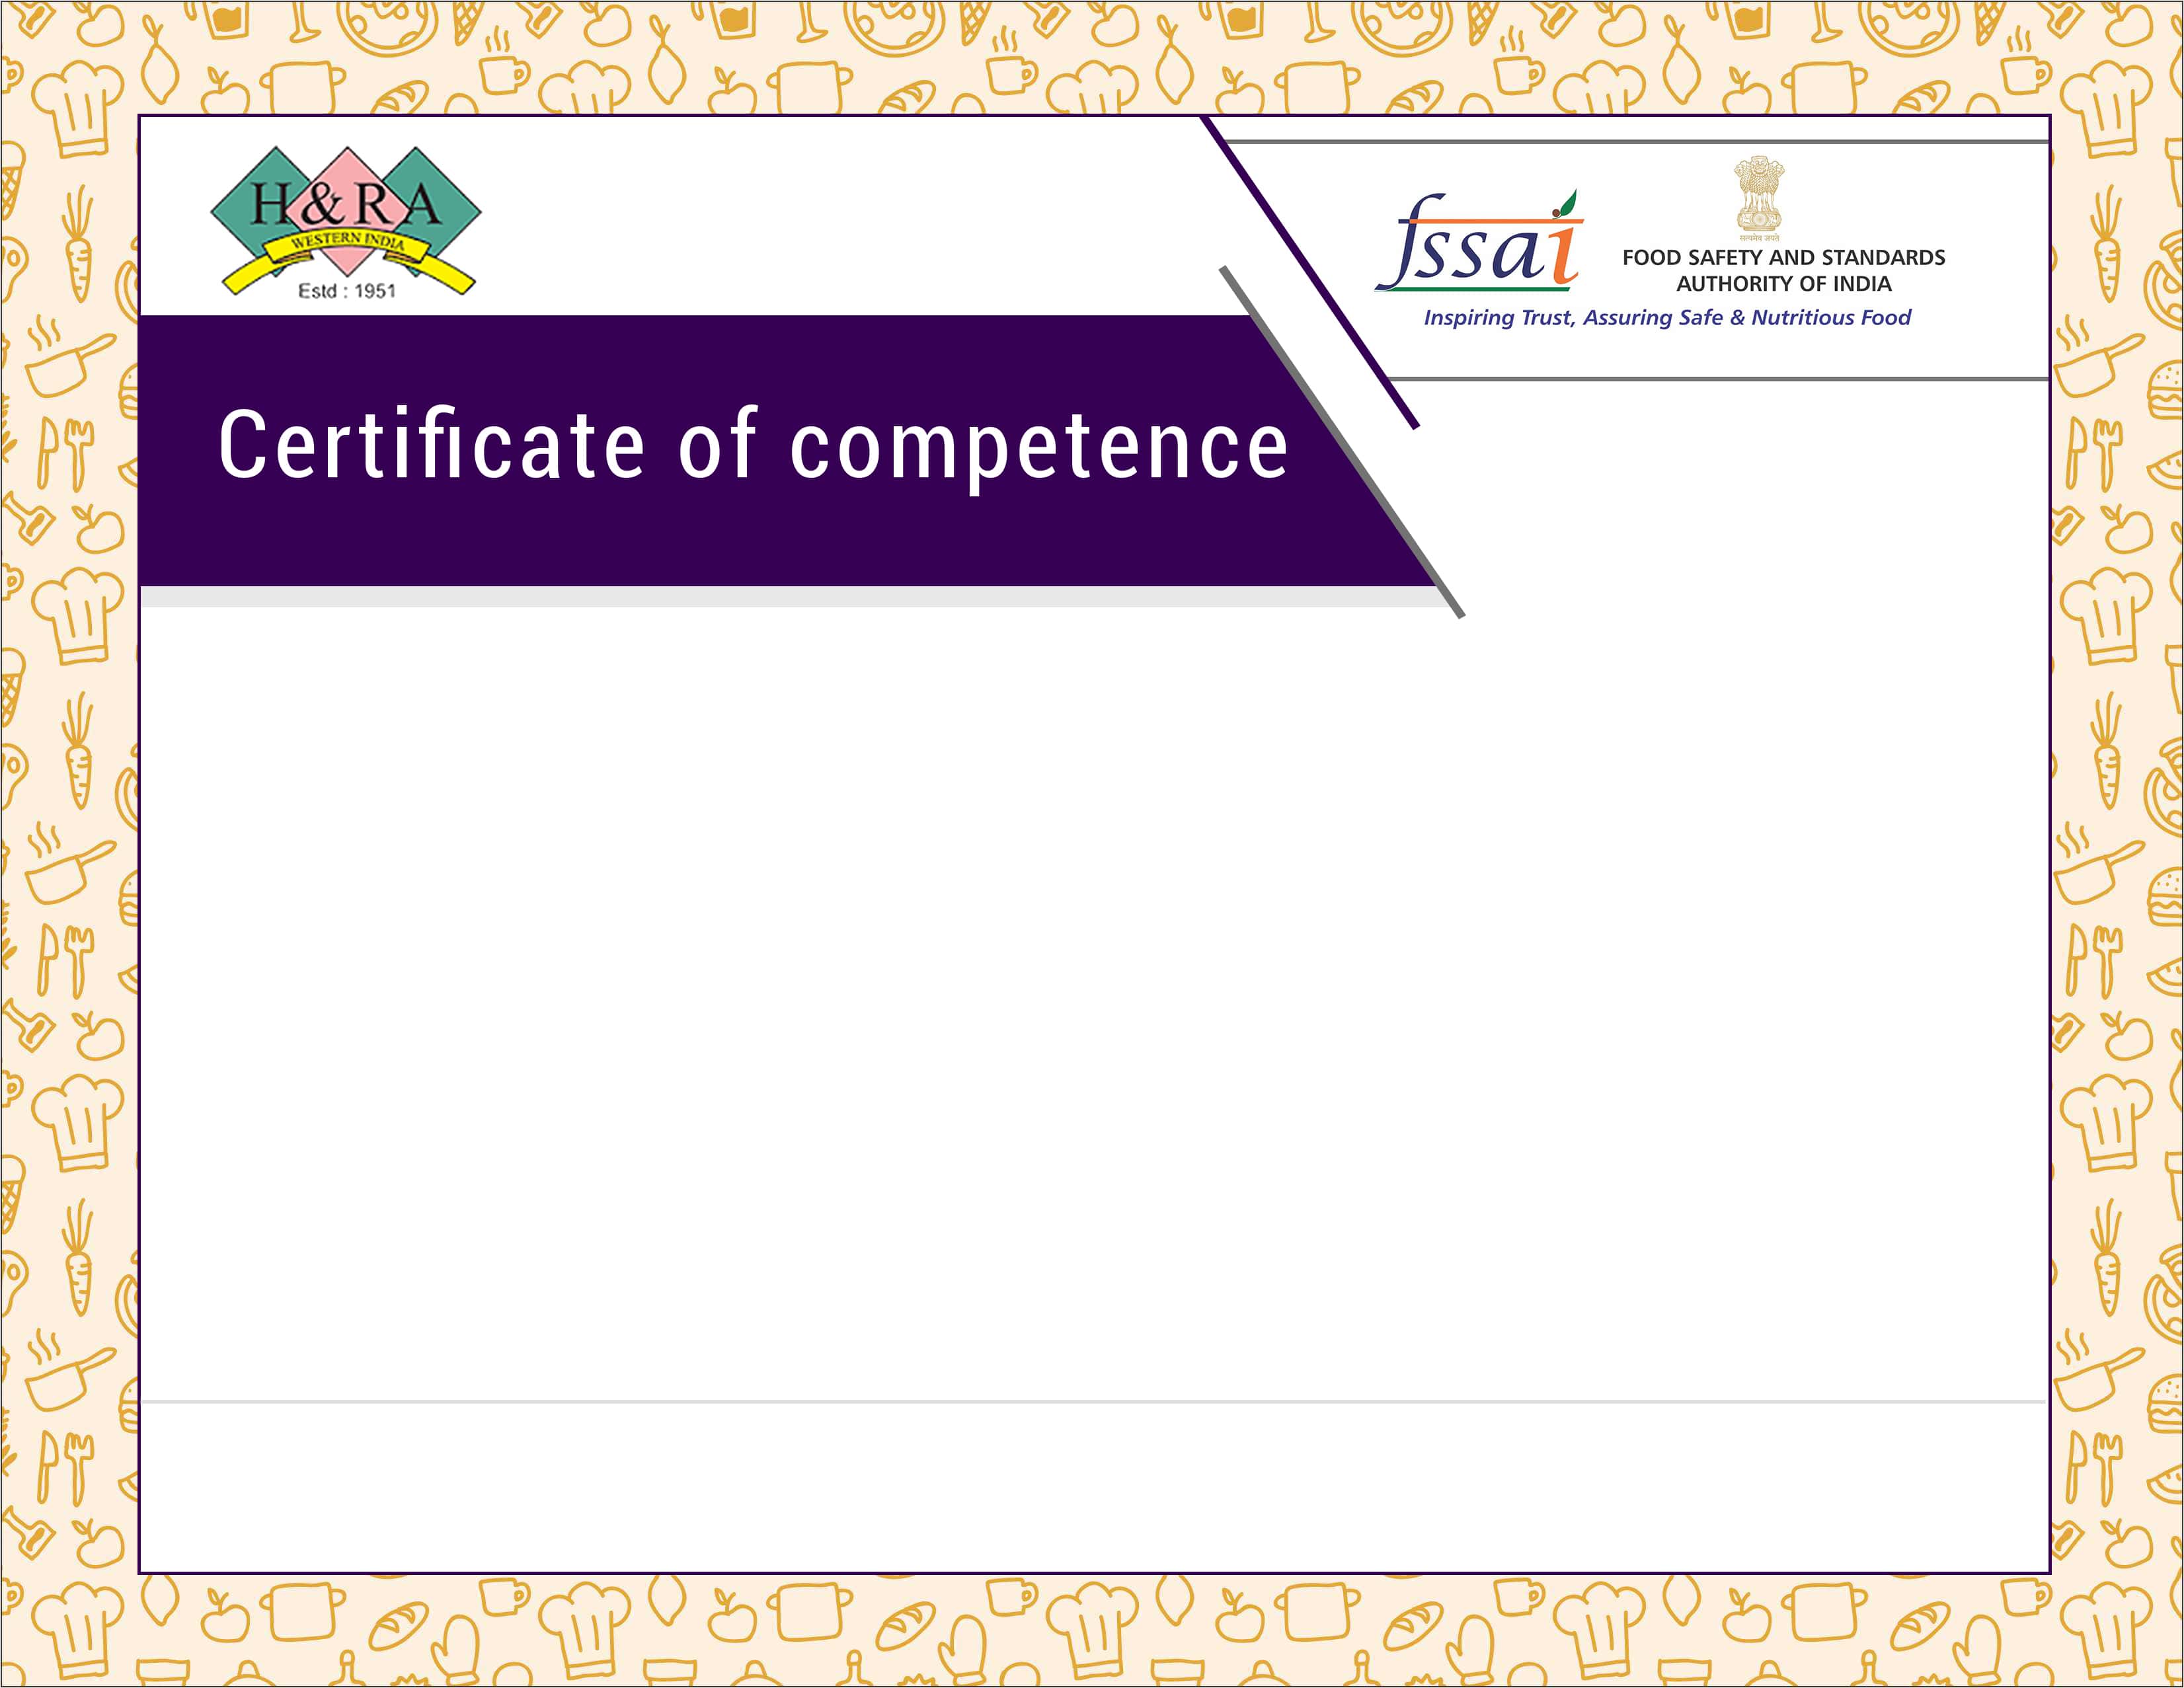 H&RA
WESTERN INDIA
Estd : 1951
fssai
सत्यमेव जयते
FOOD SAFETY AND STANDARDS
AUTHORITY OF INDIA
Inspiring Trust, Assuring Safe & Nutritious Food
Certificate of competence